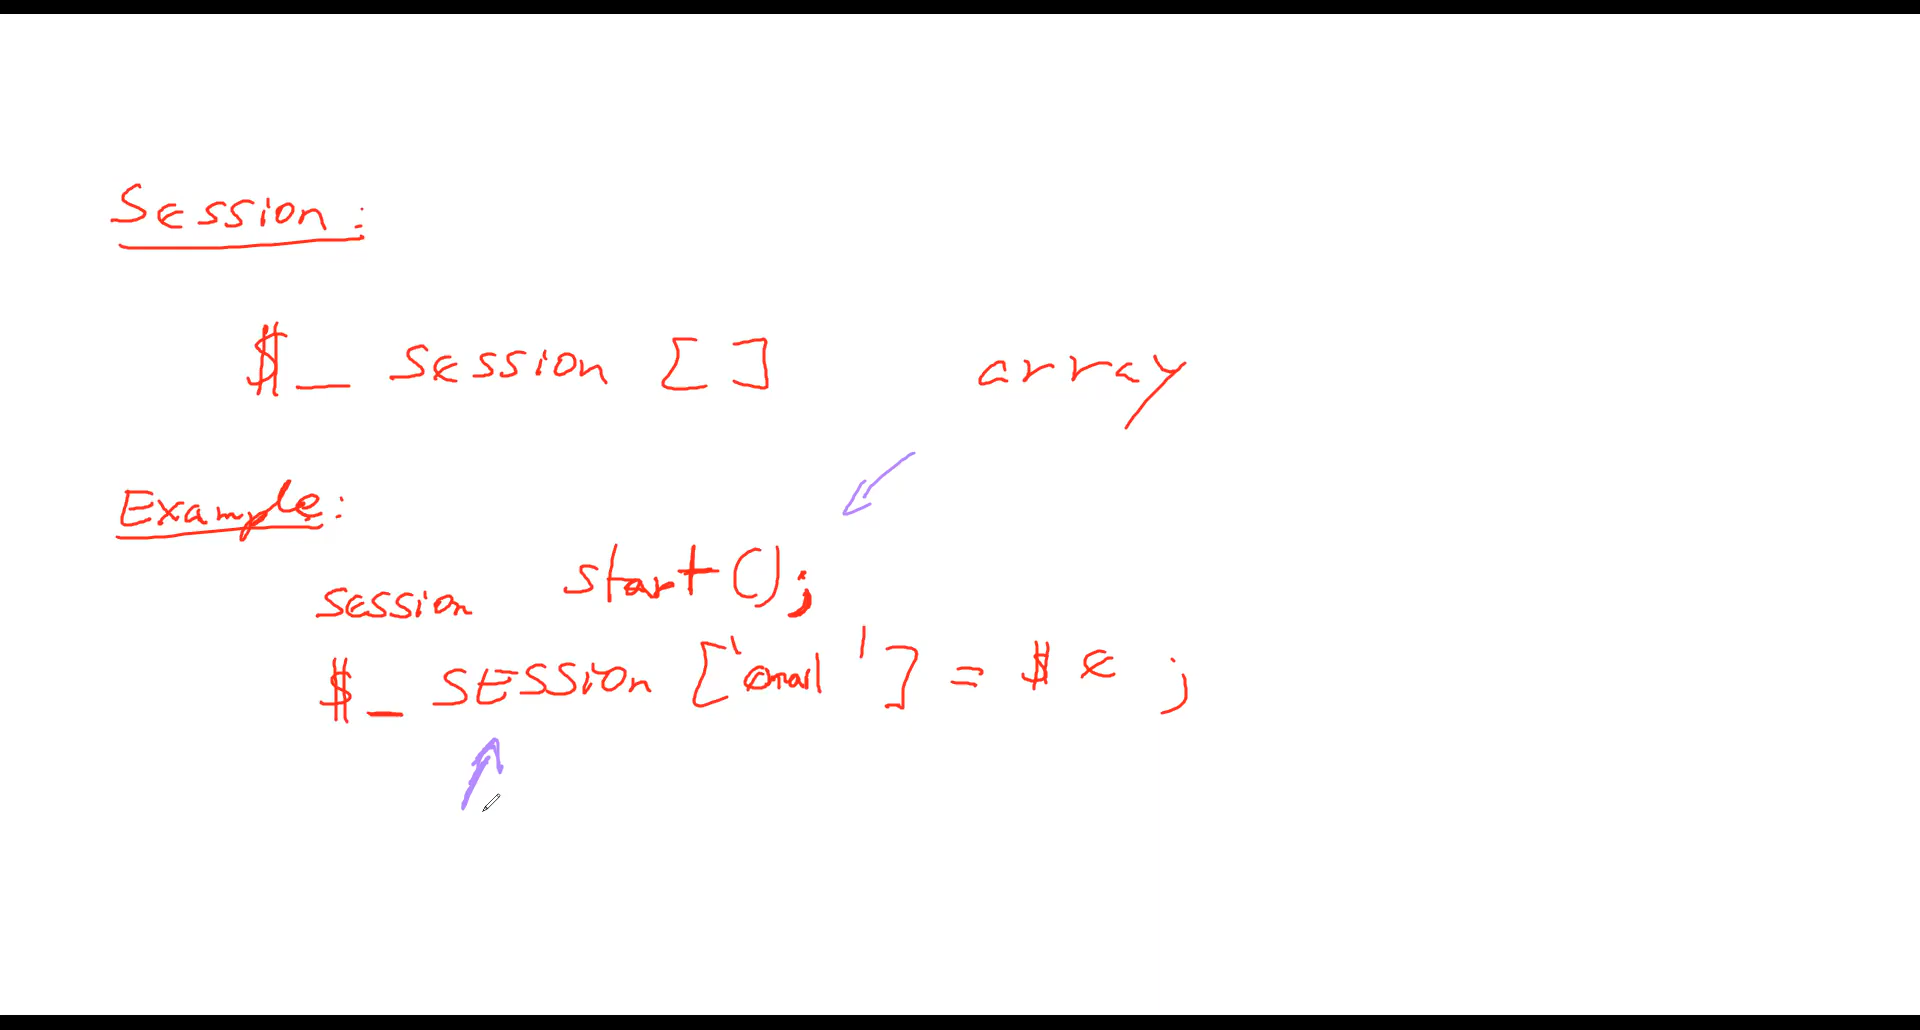 Session:
$_ Session [ ] array
Example:
session start();
$_ SESSion ['email'] = $ e ;